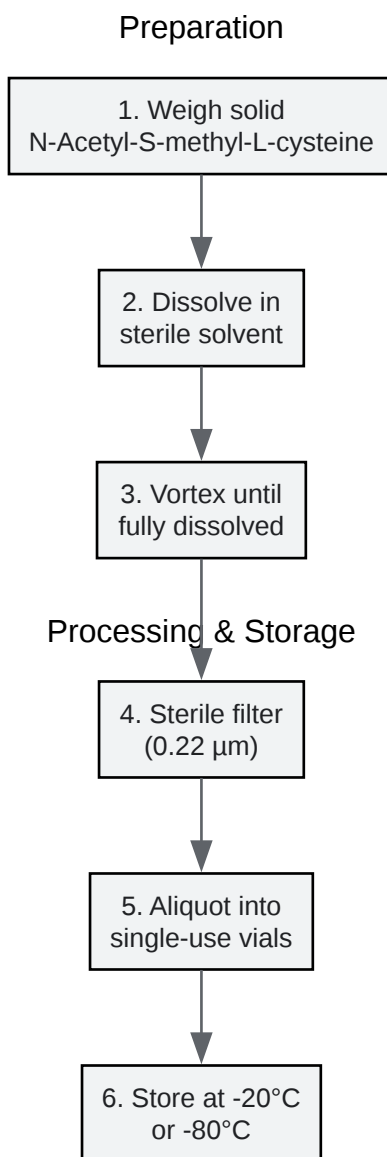 Preparation
1. Weigh solid
N-Acetyl-S-methyl-L-cysteine
2. Dissolve in
sterile solvent
3. Vortex until
fully dissolved
Processing & Storage
4. Sterile filter
(0.22 µm)
5. Aliquot into
single-use vials
6. Store at -20°C
or -80°C